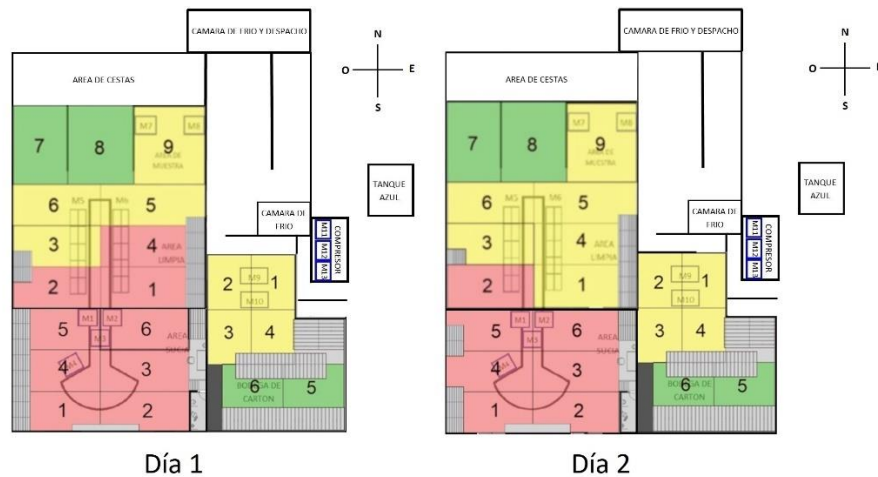 CAMARA DE FRIO Y DESPACHO
N
O E
S
AREA DE CESTAS
7 8 9
M7 M8
AREA DE
MUESTRA
TANQUE
AZUL
6 5
M5 M6
CAMARA DE
FRIO
3 4
AREA
LIMPIA
2 1
COMPRESOR
M11
M12
M13
2 1
M9
M10
3 4
5 6
M1 M2
M3
AREA
SUCIA
4 3
M4
1 2
6 5
BODEGA DE
CARTON
Día 1
CAMARA DE FRIO Y DESPACHO
N
O
S
AREA DE CESTAS
7 8 9
M7 M8
AREA DE
MUESTRA
TANQUE
AZUL
6 5
M5 M6
CAMARA DE
FRIO
3 4
AREA
LIMPIA
2 1
COMPRESOR
M11
M12
M13
2 1
M9
M10
3 4
5 6
M1 M2
M3
AREA
SUCIA
4 3
M4
1 2
6 5
BODEGA DE
CARTON
Día 2